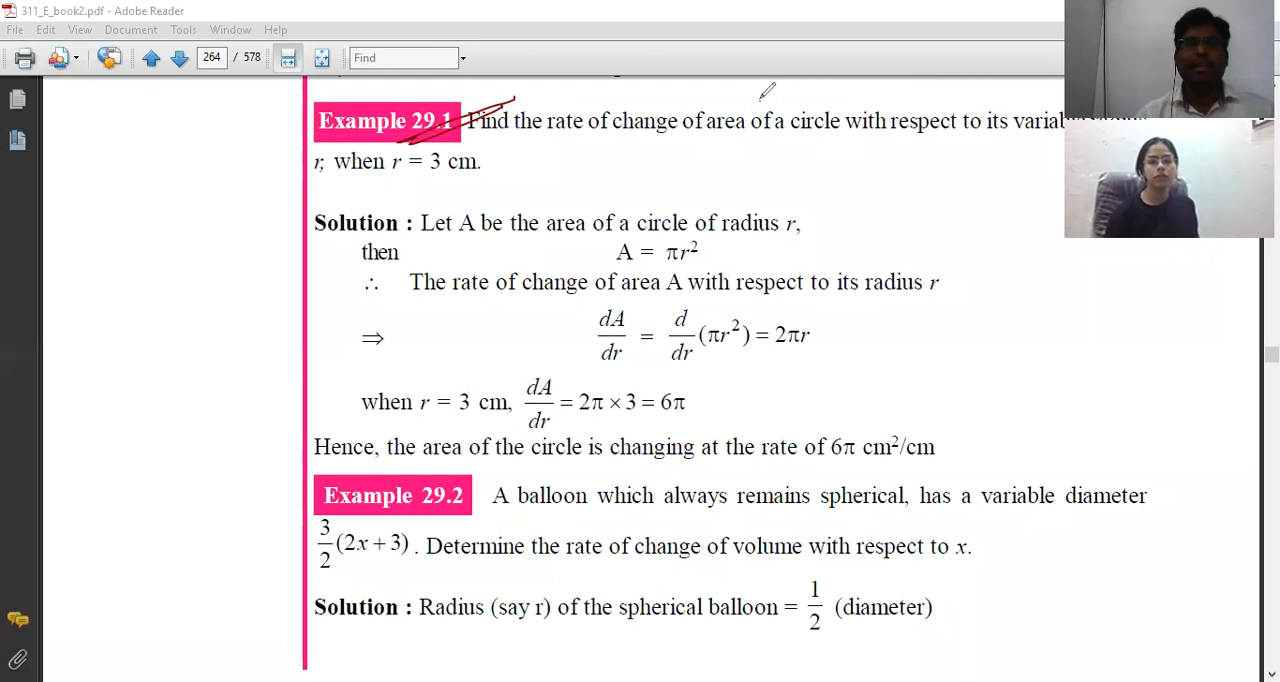 311_E_book2.pdf - Adobe Reader
File Edit View Document Tools Window Help
264 / 578 Find
Example 29.1 Find the rate of change of area of a circle with respect to its variable
r, when r = 3 cm.
Solution : Let A be the area of a circle of radius r,
then A = πr²
∴ The rate of change of area A with respect to its radius r
⇒ dA/dr = d/dr (πr²) = 2πr
when r = 3 cm, dA/dr = 2π × 3 = 6π
Hence, the area of the circle is changing at the rate of 6π cm²/cm
Example 29.2 A balloon which always remains spherical, has a variable diameter
3/2 (2x + 3). Determine the rate of change of volume with respect to x.
Solution : Radius (say r) of the spherical balloon = 1/2 (diameter)